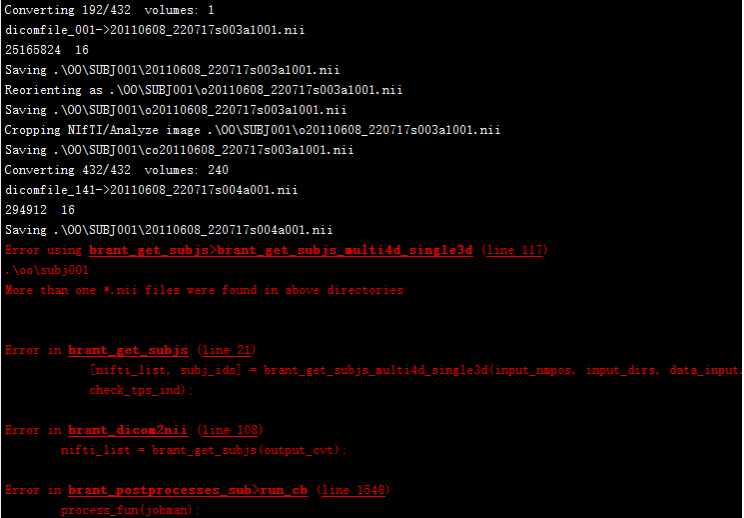 Converting 192/432  volumes: 1
dicomfile_001->20110608_220717s003a1001.nii
25165824  16
Saving .\OO\SUBJ001\20110608_220717s003a1001.nii
Reorienting as .\OO\SUBJ001\o20110608_220717s003a1001.nii
Saving .\OO\SUBJ001\o20110608_220717s003a1001.nii
Cropping NIfTI/Analyze image .\OO\SUBJ001\o20110608_220717s003a1001.nii
Saving .\OO\SUBJ001\co20110608_220717s003a1001.nii
Converting 432/432  volumes: 240
dicomfile_141->20110608_220717s004a001.nii
294912  16
Saving .\OO\SUBJ001\20110608_220717s004a001.nii
Error using brant_get_subjs>brant_get_subjs_multi4d_single3d (line 117)
.\oo\subj001
More than one *.nii files were found in above directories
Error in brant_get_subjs (line 21)
[nifti_list, subj_ids] = brant_get_subjs_multi4d_single3d(input_nmpos, input_dirs, data_input.
check_tps_ind);
Error in brant_dicom2nii (line 108)
nifti_list = brant_get_subjs(output_cvt);
Error in brant_postprocesses_sub>run_cb (line 1548)
process_fun(jobman);